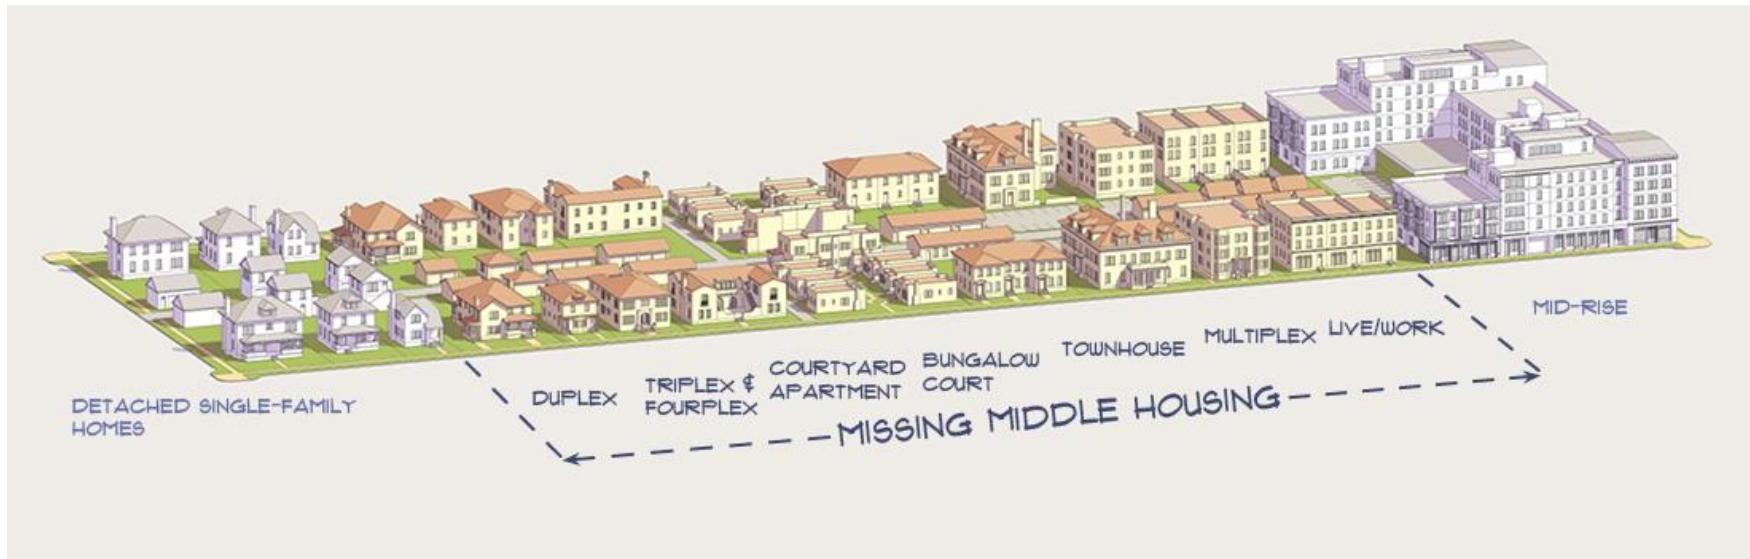 DETACHED SINGLE-FAMILY
HOMES
DUPLEX
TRIPLEX &
FOURPLEX
COURTYARD
APARTMENT
BUNGALOW
COURT
TOWNHOUSE
MULTIPLEX
LIVE/WORK
MID-RISE
MISSING MIDDLE HOUSING